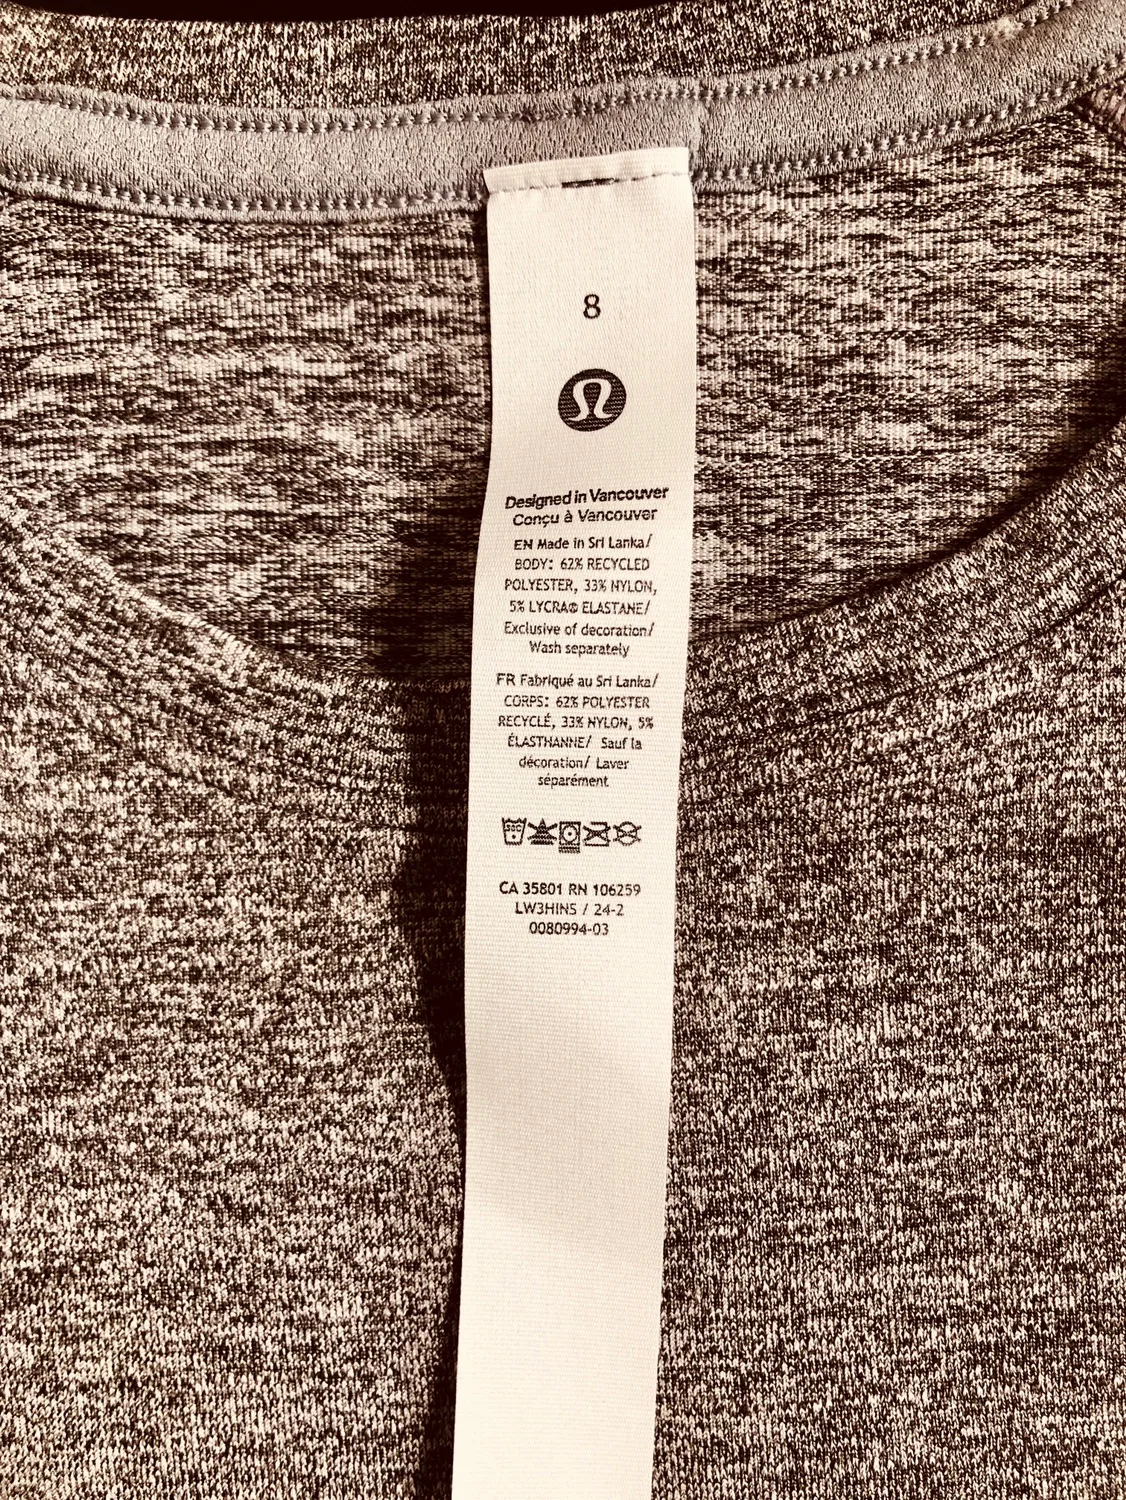 8
Designed in Vancouver
Conçu à Vancouver
EN Made in Sri Lanka/
BODY: 62% RECYCLED
POLYESTER, 33% NYLON,
5% LYCRA® ELASTANE/
Exclusive of decoration/
Wash separately
FR Fabriqué au Sri Lanka/
CORPS: 62% POLYESTER
RECYCLÉ, 33% NYLON, 5%
ÉLASTHANNE/ Sauf la
décoration/ Laver
séparément
30C
CA 35801 RN 106259
LW3HINS / 24-2
0080994-03